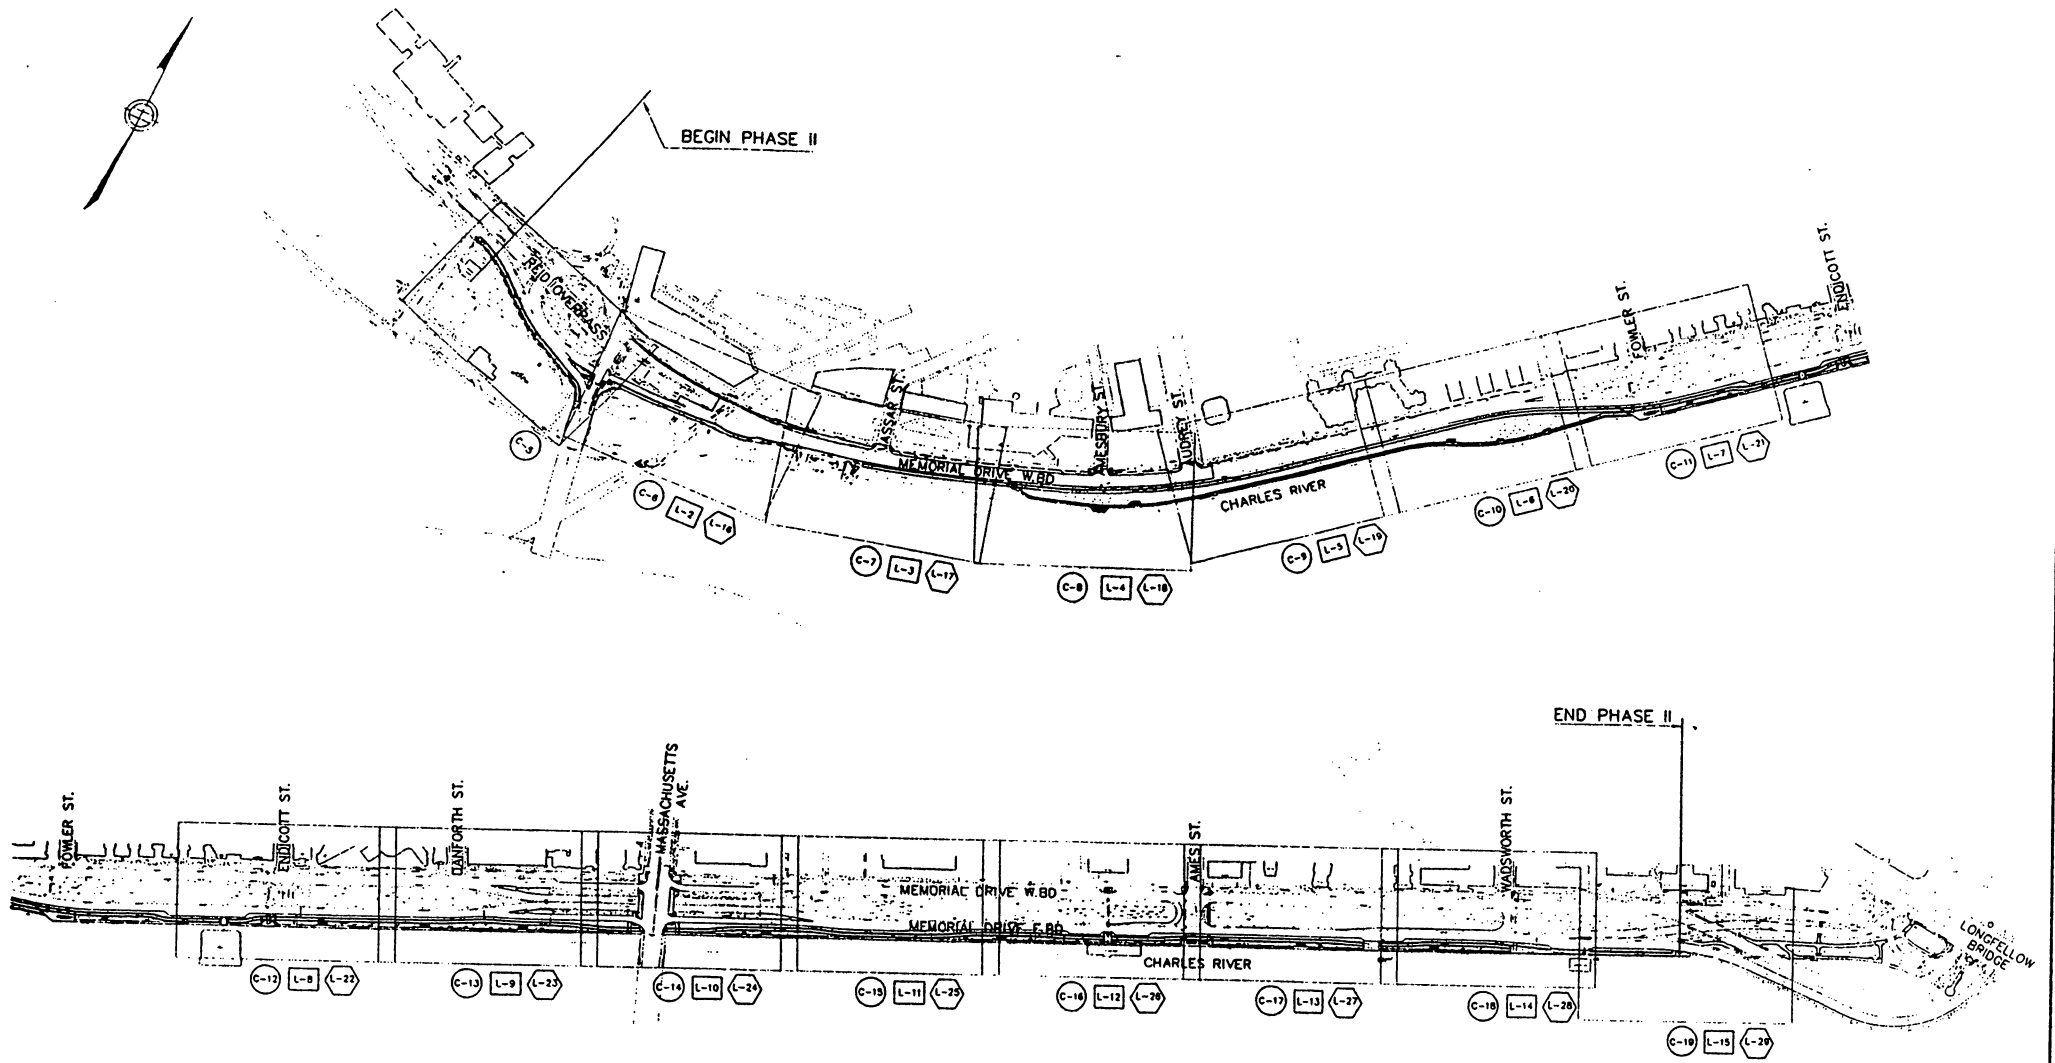 BEGIN PHASE II
REID OVERPASS
VASSAR ST.
AMESBURY ST.
AUDREY ST.
FOWLER ST.
ENDICOTT ST.
MEMORIAL DRIVE W.BD
CHARLES RIVER
C-5
C-6 L-2 L-16
C-7 L-3 L-17
C-8 L-4 L-18
C-9 L-5 L-19
C-10 L-6 L-20
C-11 L-7 L-21
END PHASE II
FOWLER ST.
ENDICOTT ST.
DANFORTH ST.
MASSACHUSETTS
AVE.
AMES ST.
WADSWORTH ST.
MEMORIAL DRIVE W.BD
MEMORIAL DRIVE E.BD
CHARLES RIVER
LONGFELLOW
BRIDGE
C-12 L-8 L-22
C-13 L-9 L-23
C-14 L-10 L-24
C-15 L-11 L-25
C-16 L-12 L-26
C-17 L-13 L-27
C-18 L-14 L-28
C-19 L-15 L-29